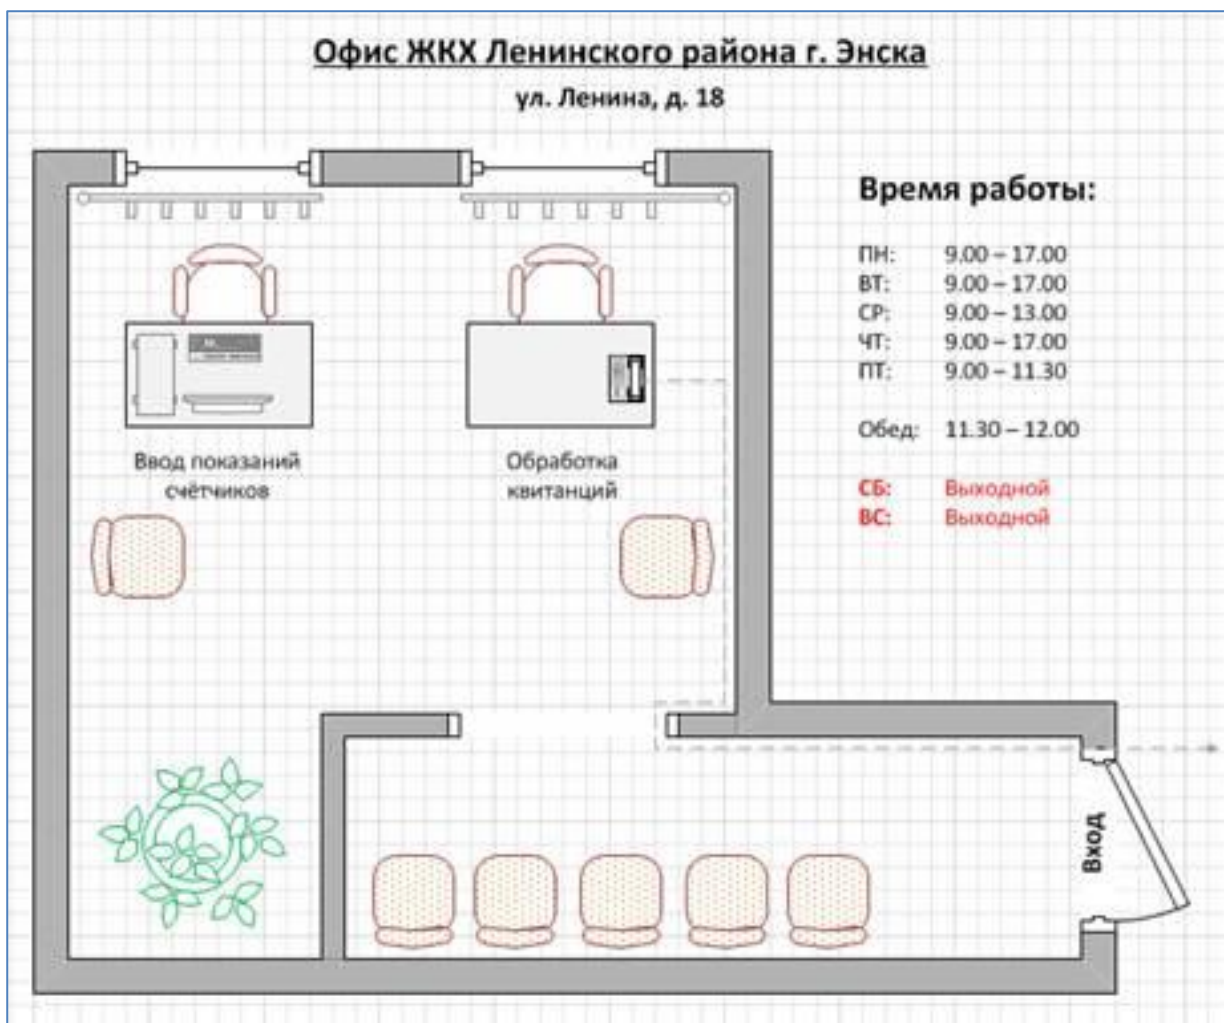 Офис ЖКХ Ленинского района г. Энска
ул. Ленина, д. 18
Время работы:
ПН: 9.00 – 17.00
ВТ: 9.00 – 17.00
СР: 9.00 – 13.00
ЧТ: 9.00 – 17.00
ПТ: 9.00 – 11.30
Обед: 11.30 – 12.00
СБ: Выходной
ВС: Выходной
Ввод показаний
счётчиков
Обработка
квитанций
Вход